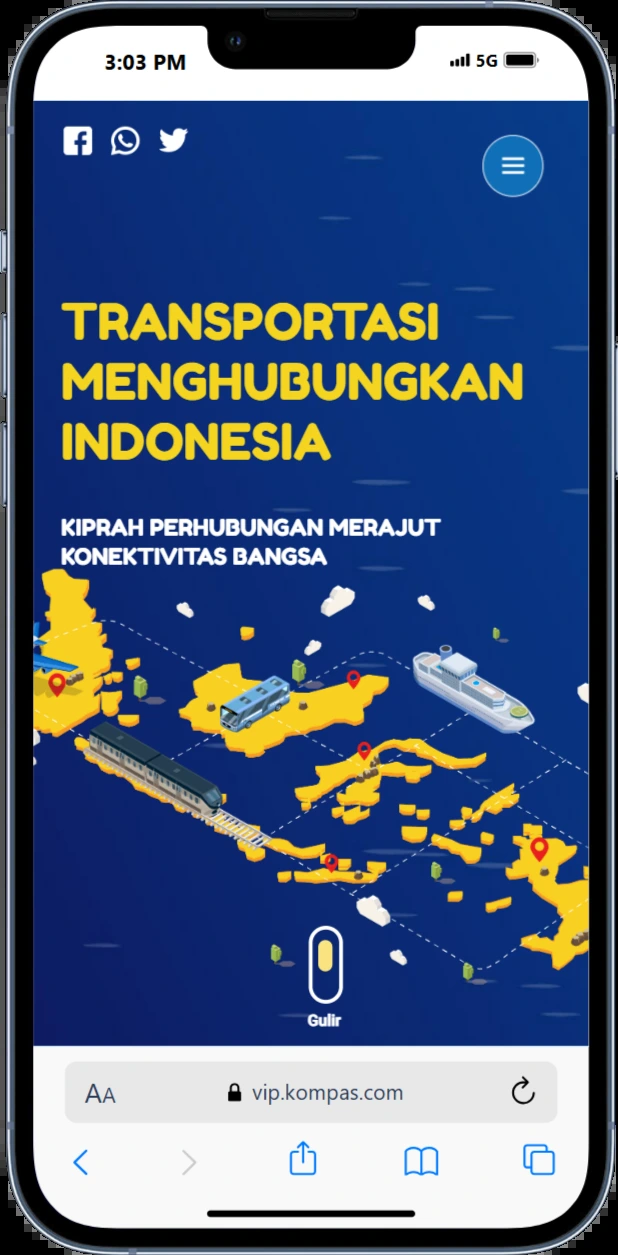 3:03 PM
5G
TRANSPORTASI
MENGHUBUNGKAN
INDONESIA
KIPRAH PERHUBUNGAN MERAJUT
KONEKTIVITAS BANGSA
Gulir
AA
vip.kompas.com